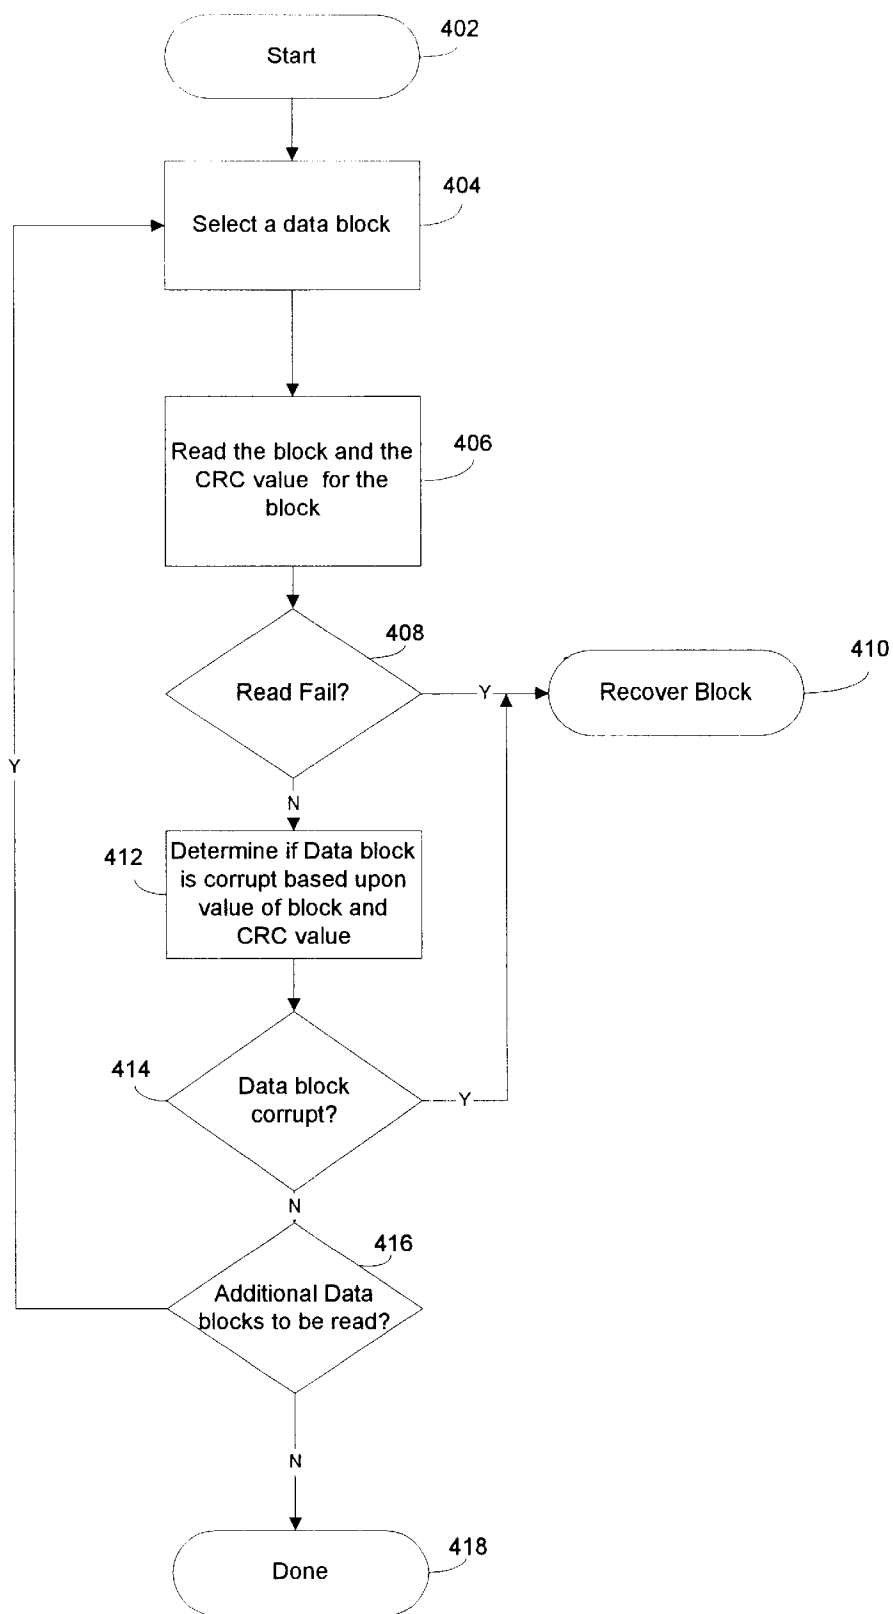 402
Start
404
Select a data block
406
Read the block and the
CRC value for the
block
408
Read Fail?
Y
410
Recover Block
Y
N
412
Determine if Data block
is corrupt based upon
value of block and
CRC value
414
Data block
corrupt?
Y
N
416
Additional Data
blocks to be read?
N
Done
418